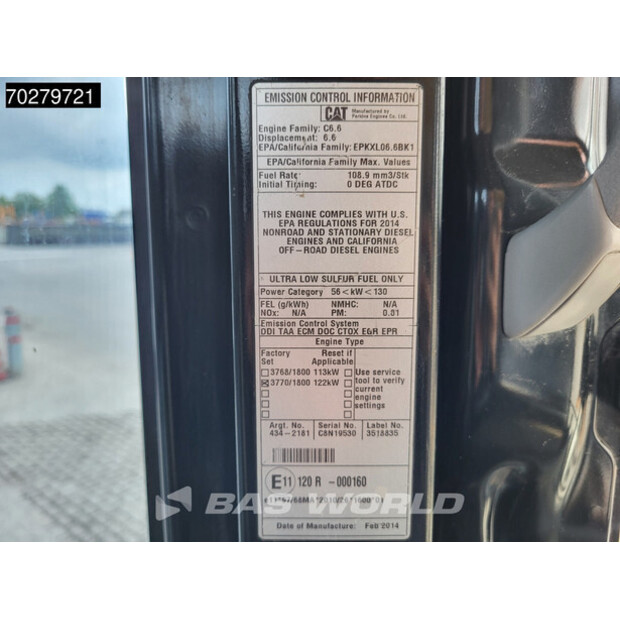 70279721
EMISSION CONTROL INFORMATION
CAT Manufactured by
Perkins Engines Co. Ltd.
Engine Family: C6.6
Displacement: 6.6
EPA/California Family: EPKXL06.6BK1
EPA/California Family Max. Values
Fuel Rate: 108.9 mm3/Stk
Initial Timing: 0 DEG ATDC
THIS ENGINE COMPLIES WITH U.S.
EPA REGULATIONS FOR 2014
NONROAD AND STATIONARY DIESEL
ENGINES AND CALIFORNIA
OFF-ROAD DIESEL ENGINES
ULTRA LOW SULFUR FUEL ONLY
Power Category 56<kW<130
FEL (g/kWh) NMHC: N/A
NOx: N/A PM: 0.01
Emission Control System
DDI TAA ECM DOC CTOX EGR EPR
Engine Type
Factory Set
Reset if Applicable
3768/1800 113kW
3770/1800 122kW
Use service
tool to verify
current
engine
settings
Argt. No. Serial No. Label No.
434-2181 C8N19530 3518835
E11 120 R -000160
BAS WORLD
Date of Manufacture: Feb 2014